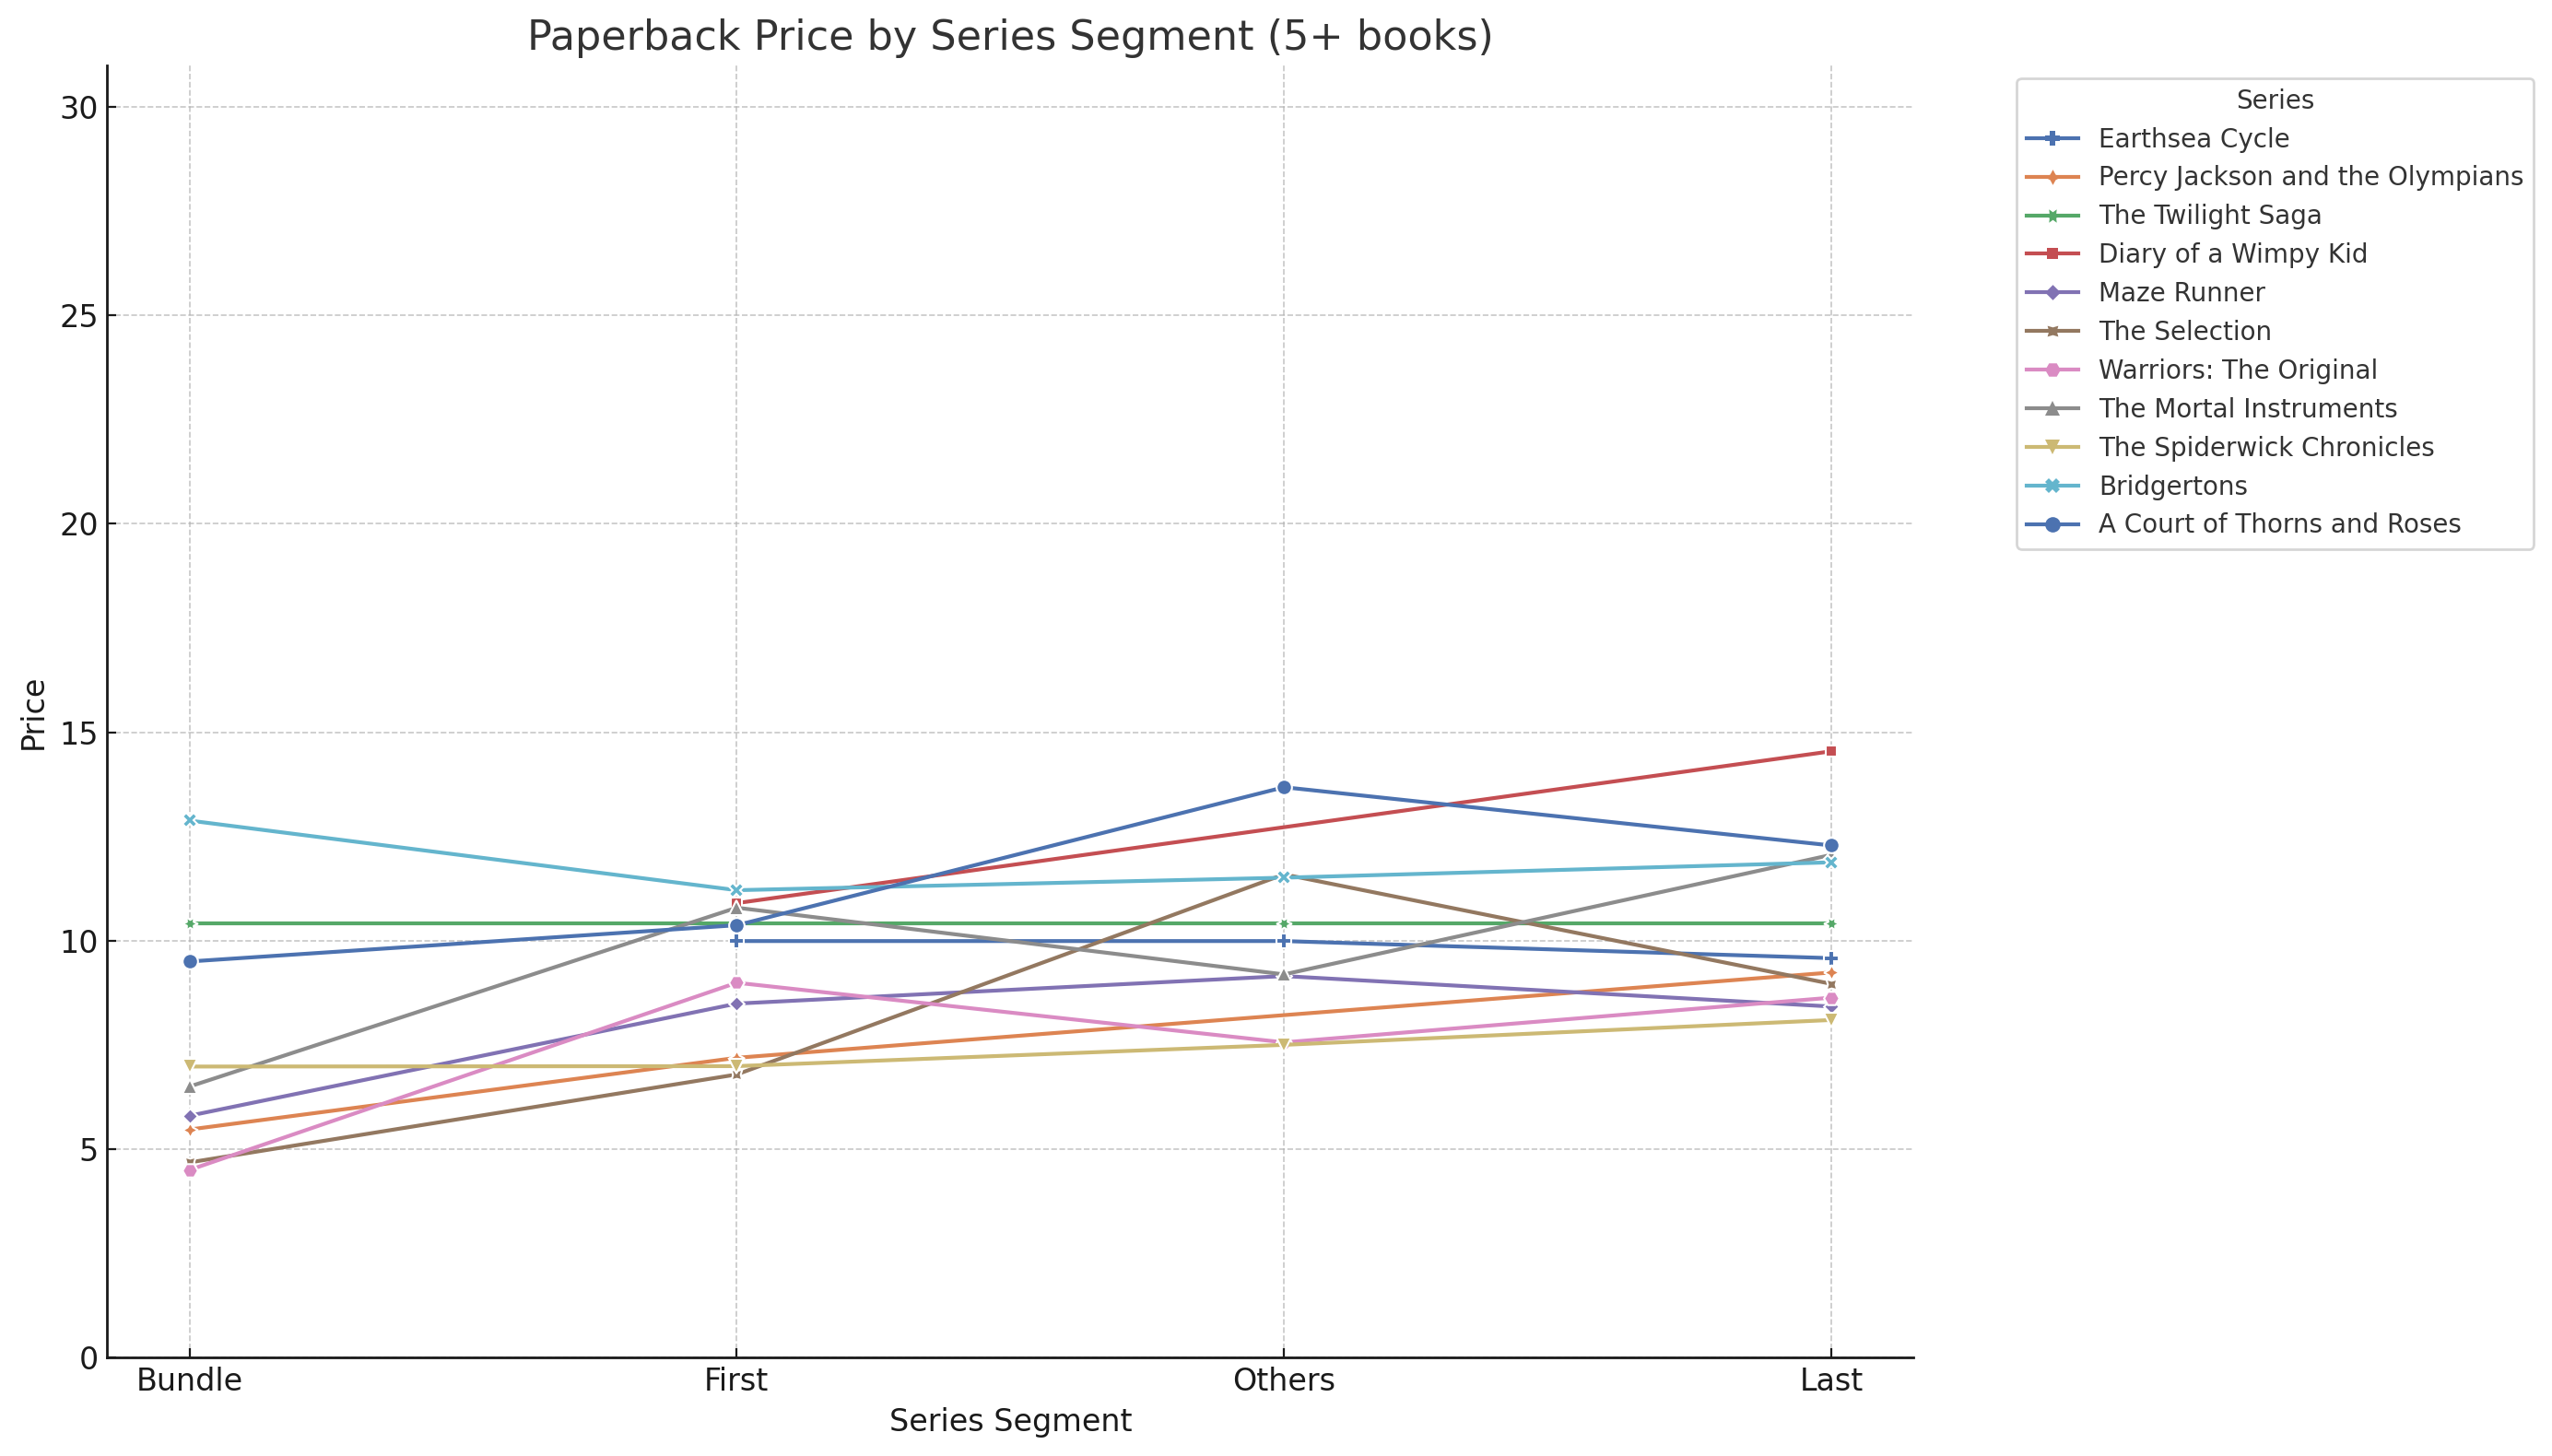 Paperback Price by Series Segment (5+ books)
Price
30
25
20
15
10
5
0
Bundle
First
Others
Last
Series Segment
Series
Earthsea Cycle
Percy Jackson and the Olympians
The Twilight Saga
Diary of a Wimpy Kid
Maze Runner
The Selection
Warriors: The Original
The Mortal Instruments
The Spiderwick Chronicles
Bridgertons
A Court of Thorns and Roses